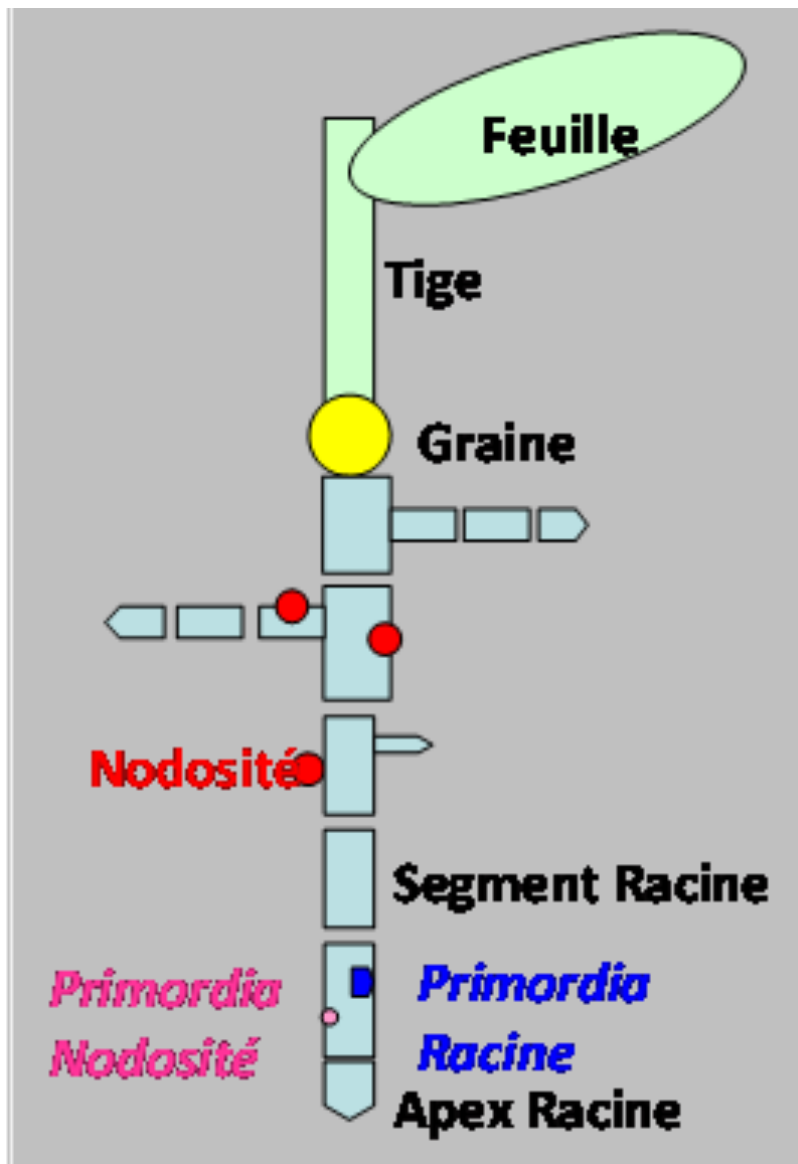 Feuille
Tige
Graine
Nodosité
Segment Racine
Primordia
Nodosité
Primordia
Racine
Apex Racine